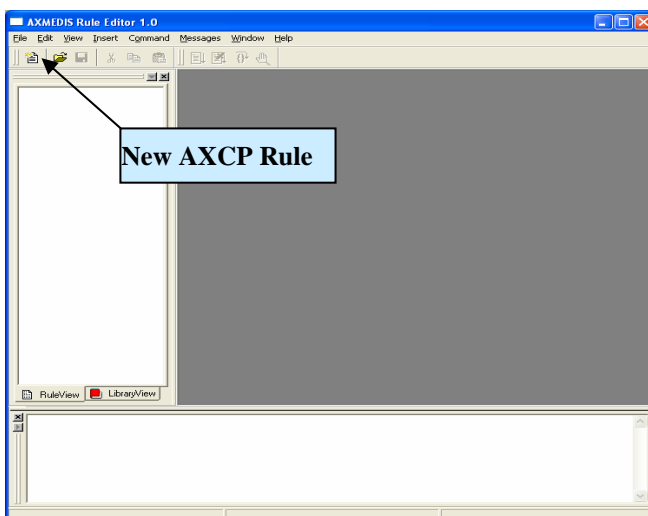 AXMEDIS Rule Editor 1.0
File Edit View Insert Command Messages Window Help
New AXCP Rule
RuleView LibraryView